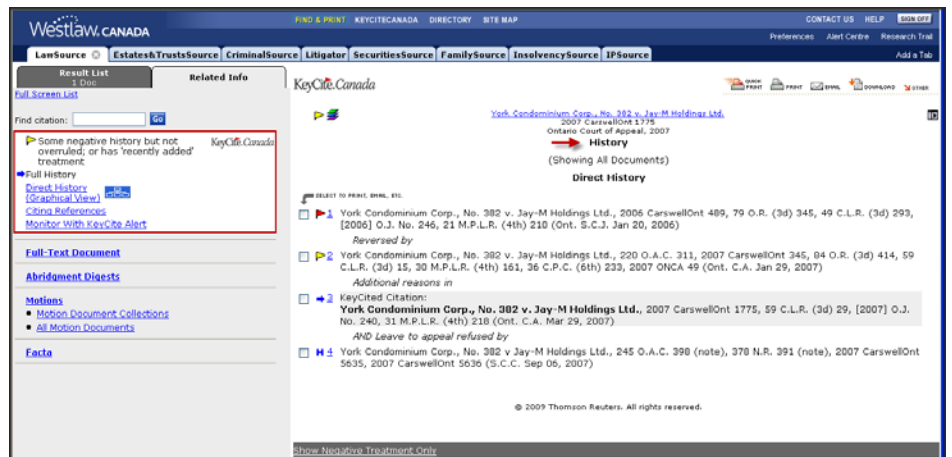 Westlaw. CANADA
FIND & PRINT KEYCITECANADA DIRECTORY SITE MAP
CONTACT US HELP SIGN OFF
Preferences Alert Centre Research Trail
LawSource Estates&TrustsSource CriminalSource Litigator SecuritiesSource FamilySource InsolvencySource IPSource
Add a Tab
Result List
1 Doc
Related Info
Full Screen List
Find citation: Go
Some negative history but not
overruled; or has 'recently added'
treatment
KeyCite.Canada
Full History
Direct History
(Graphical View)
Citing References
Monitor With KeyCite Alert
Full-Text Document
Abridgment Digests
Motions
Motion Document Collections
All Motion Documents
Facta
KeyCite.Canada
QUICK PRINT PRINT EMAIL DOWNLOAD OTHER
York Condominium Corp., No. 382 v. Jay-M Holdings Ltd.
2007 CarswellOnt 1775
Ontario Court of Appeal, 2007
History
(Showing All Documents)
Direct History
SELECT TO PRINT, EMAIL, ETC.
1 York Condominium Corp., No. 382 v. Jay-M Holdings Ltd., 2006 CarswellOnt 489, 79 O.R. (3d) 345, 49 C.L.R. (3d) 293,
[2006] O.J. No. 246, 21 M.P.L.R. (4th) 210 (Ont. S.C.J. Jan 20, 2006)
Reversed by
2 York Condominium Corp., No. 382 v. Jay-M Holdings Ltd., 220 O.A.C. 311, 2007 CarswellOnt 345, 84 O.R. (3d) 414, 59
C.L.R. (3d) 15, 30 M.P.L.R. (4th) 161, 36 C.P.C. (6th) 233, 2007 ONCA 49 (Ont. C.A. Jan 29, 2007)
Additional reasons in
3 KeyCited Citation:
York Condominium Corp., No. 382 v. Jay-M Holdings Ltd., 2007 CarswellOnt 1775, 59 C.L.R. (3d) 29, [2007] O.J.
No. 240, 31 M.P.L.R. (4th) 218 (Ont. C.A. Mar 29, 2007)
AND Leave to appeal refused by
H 4 York Condominium Corp., No. 382 v Jay-M Holdings Ltd., 245 O.A.C. 398 (note), 378 N.R. 391 (note), 2007 CarswellOnt
5635, 2007 CarswellOnt 5636 (S.C.C. Sep 06, 2007)
© 2009 Thomson Reuters. All rights reserved.
Show Negative Treatment Only